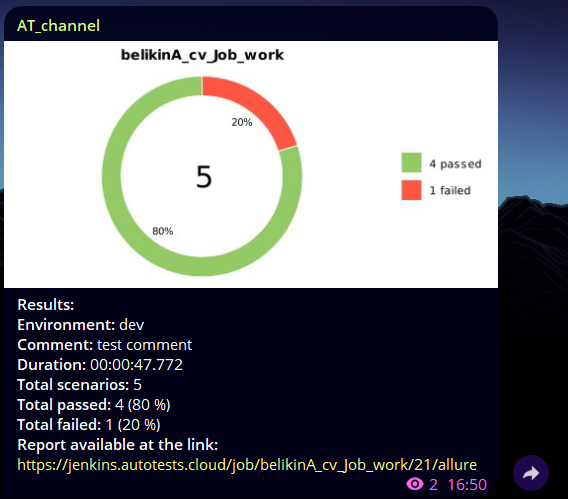 AT_channel
belikinA_cv_Job_work
20%
4 passed
5
1 failed
80%
Results:
Environment: dev
Comment: test comment
Duration: 00:00:47.772
Total scenarios: 5
Total passed: 4 (80 %)
Total failed: 1 (20 %)
Report available at the link:
https://jenkins.autotests.cloud/job/belikinA_cv_Job_work/21/allure
2 16:50